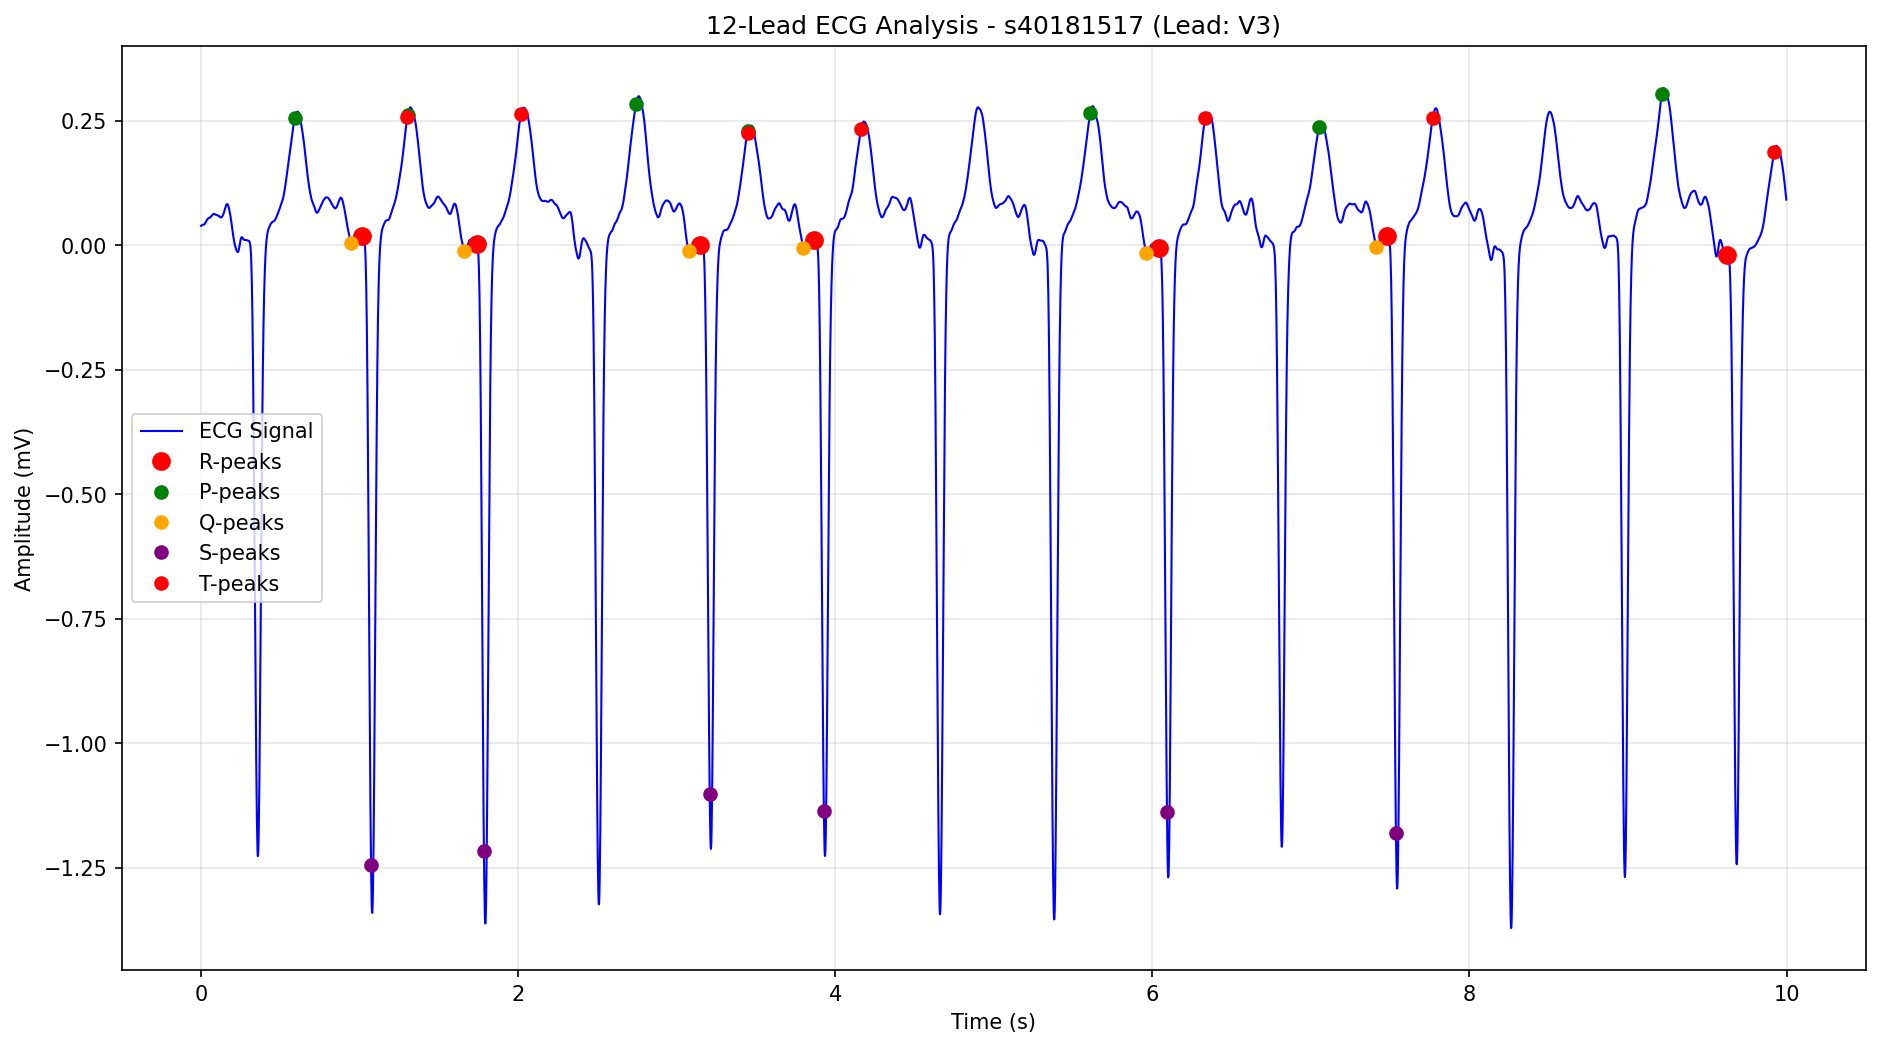 12-Lead ECG Analysis - s40181517 (Lead: V3)
Amplitude (mV)
0.25
0.00
−0.25
−0.50
−0.75
−1.00
−1.25
ECG Signal
R-peaks
P-peaks
Q-peaks
S-peaks
T-peaks
0 2 4 6 8 10
Time (s)